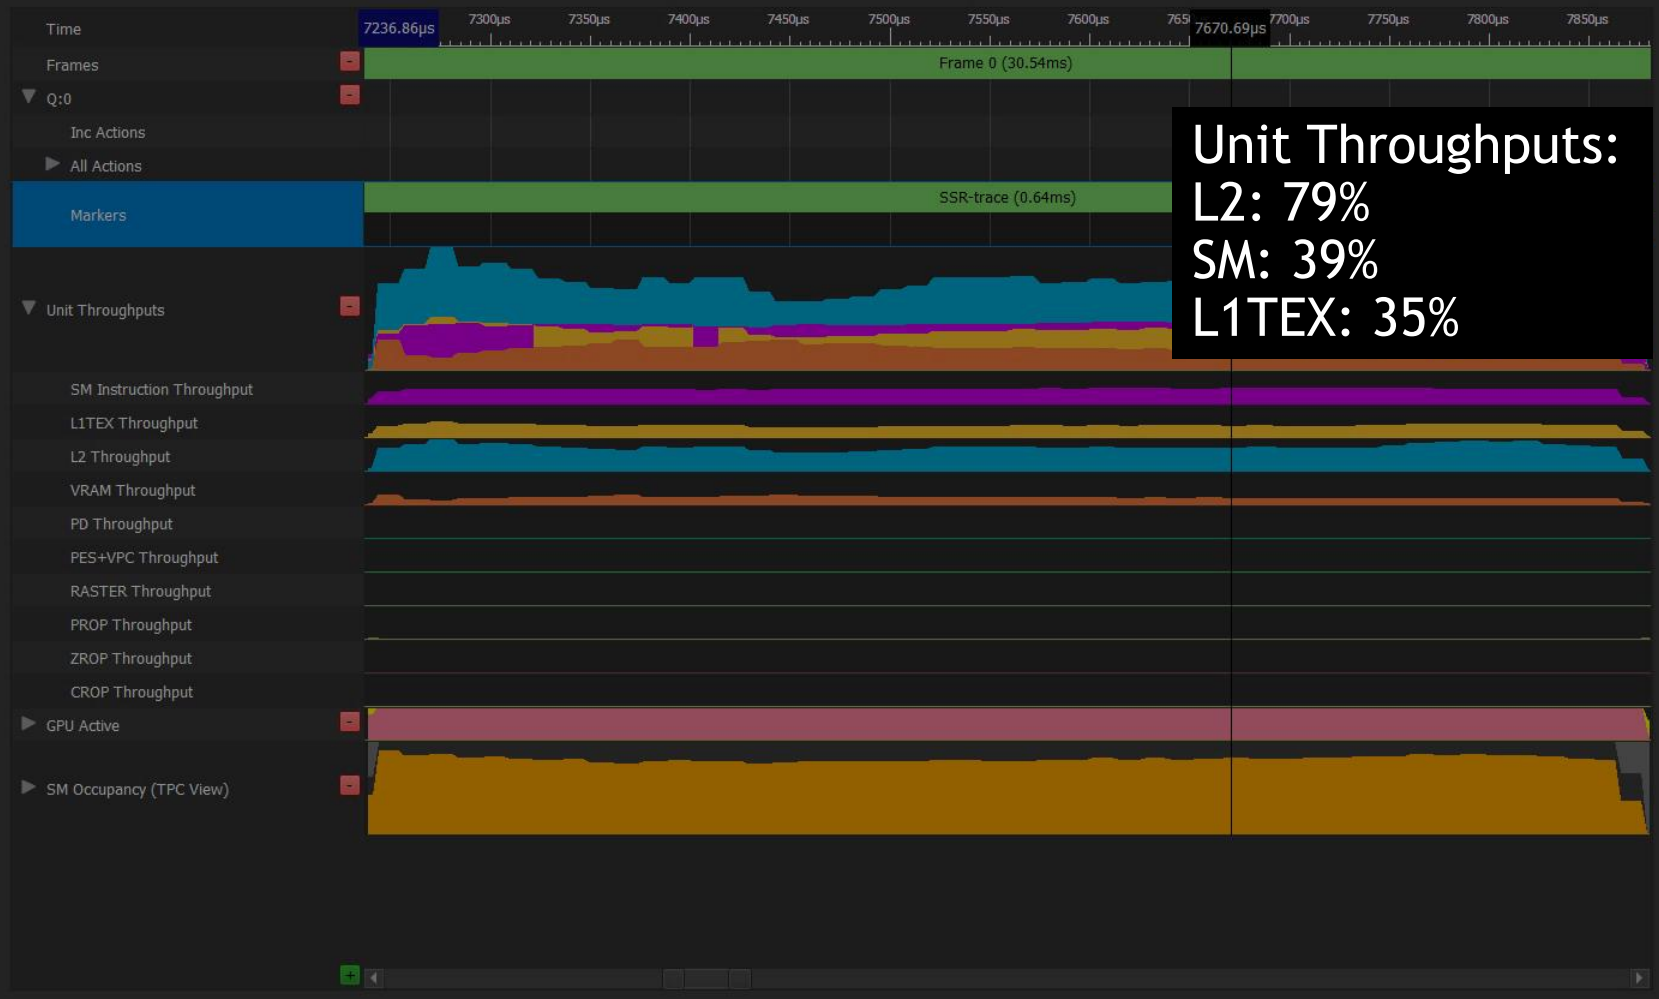 Time
7236.86µs
7300µs
7350µs
7400µs
7450µs
7500µs
7550µs
7600µs
765
7670.69µs
7700µs
7750µs
7800µs
7850µs
Frames
-
Frame 0 (30.54ms)
Q:0
-
Inc Actions
All Actions
Markers
SSR-trace (0.64ms)
Unit Throughputs:
L2: 79%
SM: 39%
L1TEX: 35%
Unit Throughputs
-
SM Instruction Throughput
L1TEX Throughput
L2 Throughput
VRAM Throughput
PD Throughput
PES+VPC Throughput
RASTER Throughput
PROP Throughput
ZROP Throughput
CROP Throughput
GPU Active
-
SM Occupancy (TPC View)
-
+